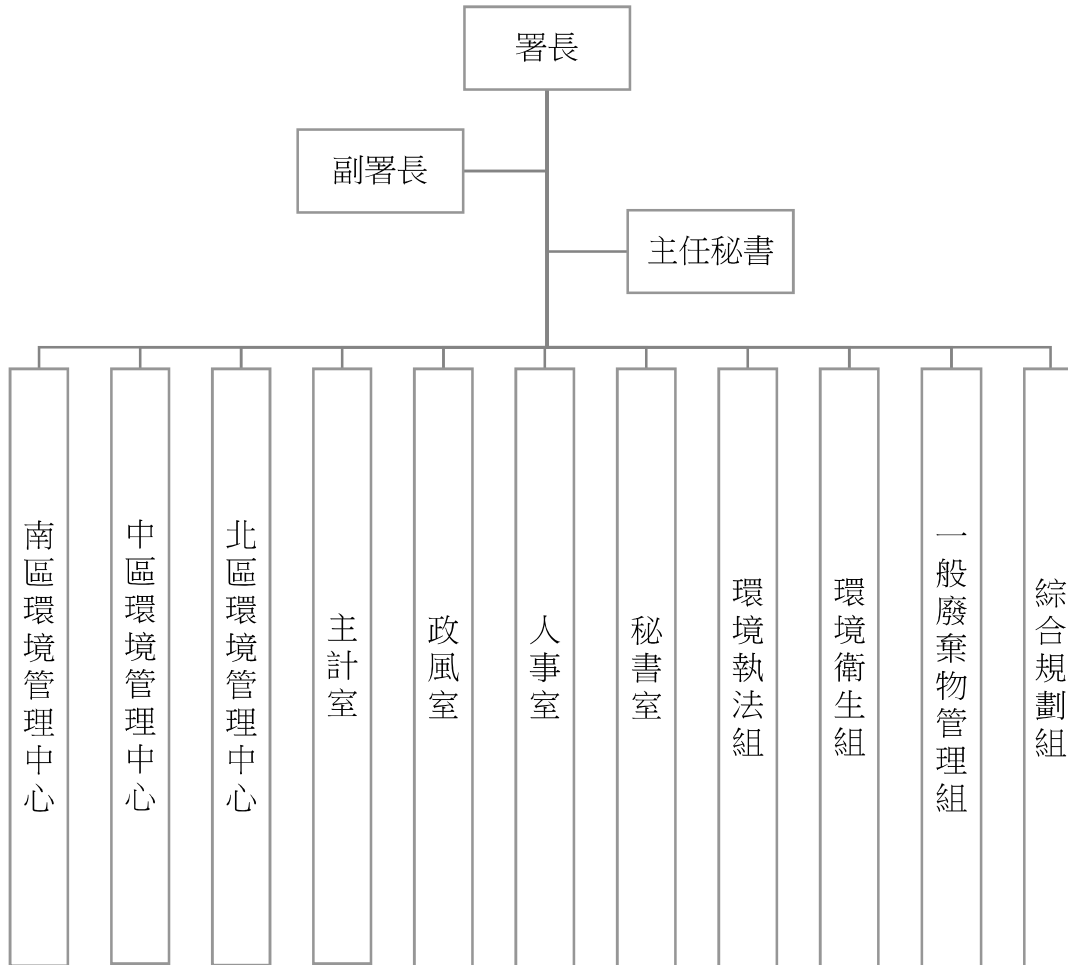 署長
副署長
主任秘書
南區環境管理中心
中區環境管理中心
北區環境管理中心
主計室
政風室
人事室
秘書室
環境執法組
環境衛生組
一般廢棄物管理組
綜合規劃組